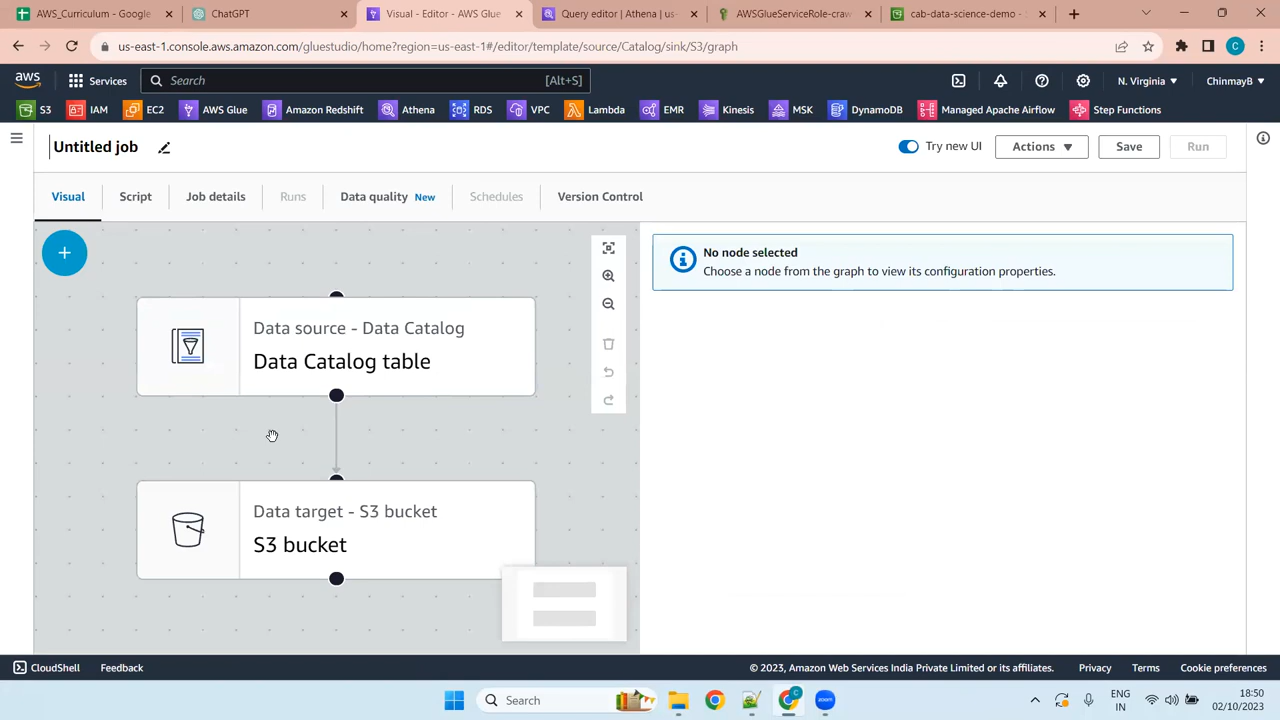 AWS_Curriculum - Google
ChatGPT
Visual - Editor - AWS Glue
Query editor | Athena | us-east
AWSGlueServiceRole-craw
cab-data-science-demo - S
us-east-1.console.aws.amazon.com/gluestudio/home?region=us-east-1#/editor/template/source/Catalog/sink/S3/graph
C
aws
Services
Search
[Alt+S]
N. Virginia
ChinmayB
S3
IAM
EC2
AWS Glue
Amazon Redshift
Athena
RDS
VPC
Lambda
EMR
Kinesis
MSK
DynamoDB
Managed Apache Airflow
Step Functions
Untitled job
Try new UI
Actions
Save
Run
Visual
Script
Job details
Runs
Data quality New
Schedules
Version Control
No node selected
Choose a node from the graph to view its configuration properties.
Data source - Data Catalog
Data Catalog table
Data target - S3 bucket
S3 bucket
CloudShell
Feedback
© 2023, Amazon Web Services India Private Limited or its affiliates.
Privacy
Terms
Cookie preferences
Search
zoom
ENG
IN
18:50
02/10/2023